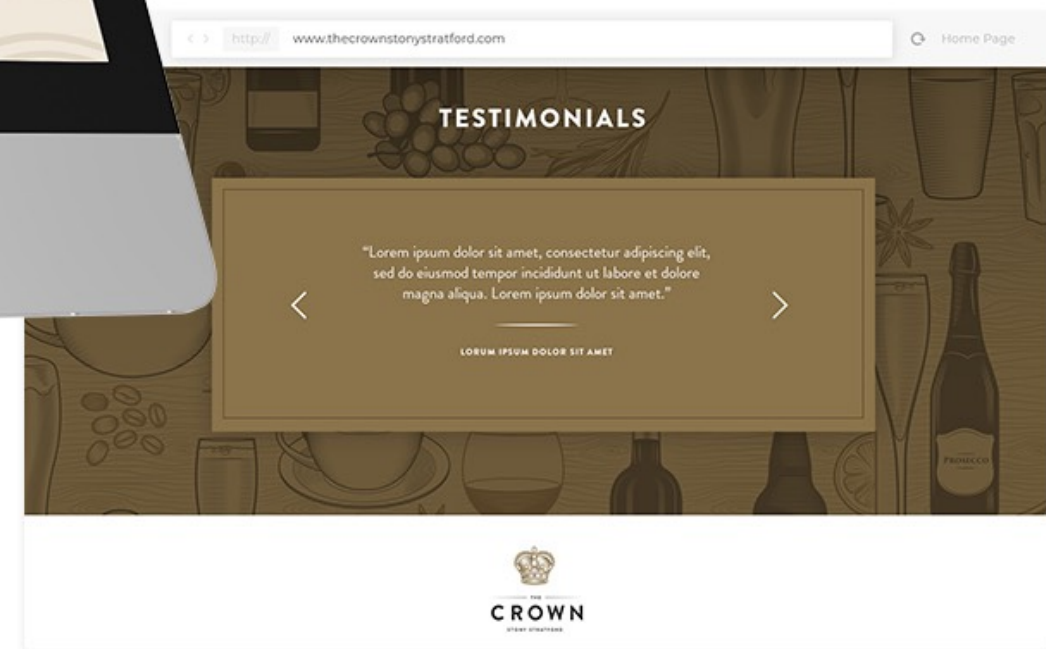 http://
www.thecrownstonystratford.com
Home Page
TESTIMONIALS
“Lorem ipsum dolor sit amet, consectetur adipiscing elit,
sed do eiusmod tempor incididunt ut labore et dolore
magna aliqua. Lorem ipsum dolor sit amet.”
LORUM IPSUM DOLOR SIT AMET
PROSECCO
THE
CROWN
STONY STRATFORD